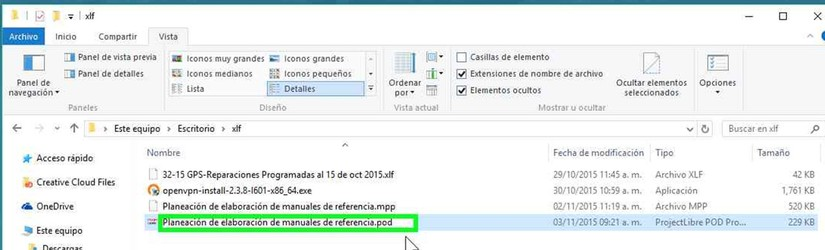 xlf
Archivo Inicio Compartir Vista
Panel de navegación
Panel de vista previa
Panel de detalles
Paneles
Iconos muy grandes Iconos grandes
Iconos medianos Iconos pequeños
Lista Detalles
Diseño
Ordenar por
Vista actual
Casillas de elemento
Extensiones de nombre de archivo
Elementos ocultos
Ocultar elementos seleccionados
Mostrar u ocultar
Opciones
Este equipo > Escritorio > xlf
Buscar en xlf
Acceso rápido
Creative Cloud Files
OneDrive
Este equipo
Descargas
Nombre Fecha de modificación Tipo Tamaño
32-15 GPS-Reparaciones Programadas al 15 de oct 2015.xlf 29/10/2015 11:45 a. m. Archivo XLF 42 KB
openvpn-install-2.3.8-I601-x86_64.exe 30/10/2015 10:59 a. m. Aplicación 1,761 KB
Planeación de elaboración de manuales de referencia.mpp 02/11/2015 11:19 a. m. Archivo MPP 520 KB
Planeación de elaboración de manuales de referencia.pod 03/11/2015 09:21 a. m. ProjectLibre POD Pro... 229 KB